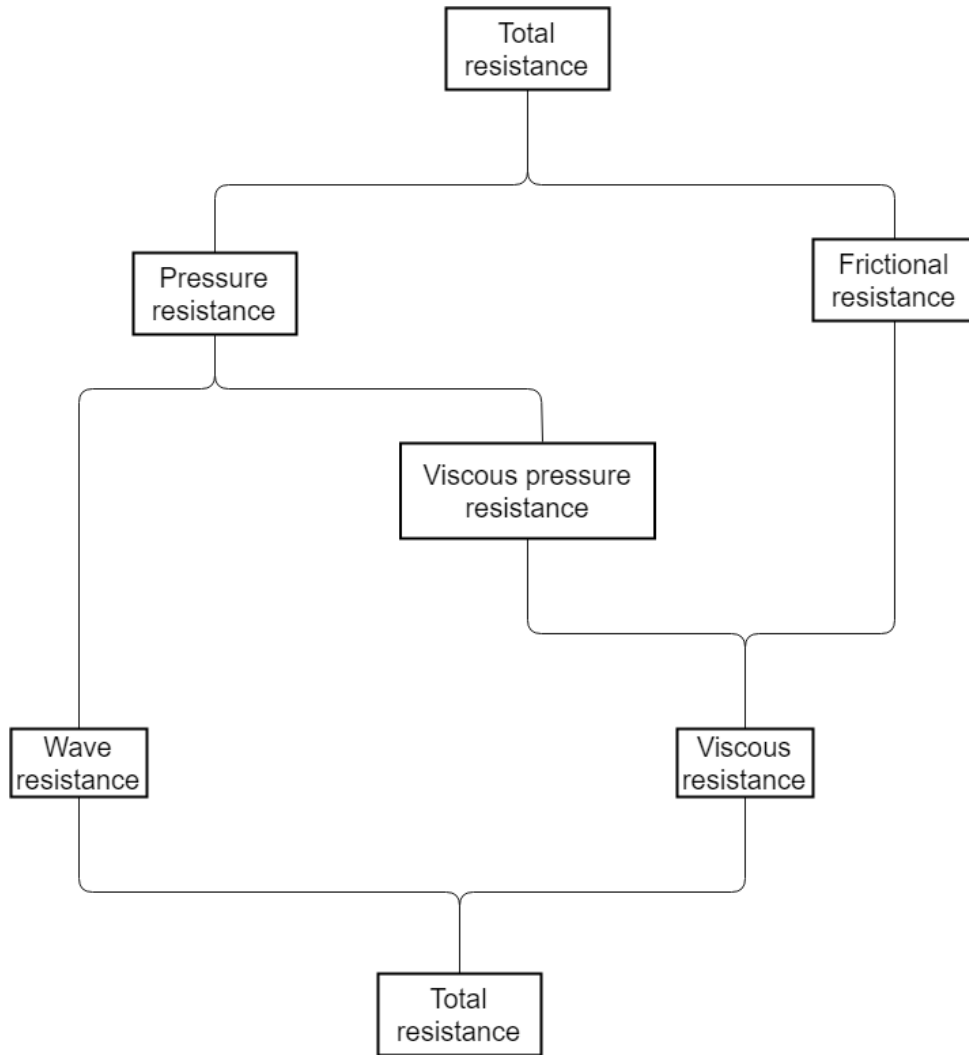 Total
resistance
Pressure
resistance
Frictional
resistance
Viscous pressure
resistance
Wave
resistance
Viscous
resistance
Total
resistance